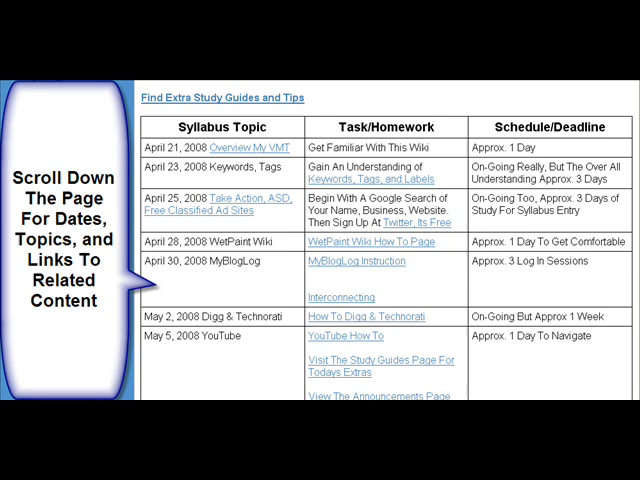 Find Extra Study Guides and Tips
Scroll Down
The Page
For Dates,
Topics, and
Links To
Related
Content
Syllabus Topic
Task/Homework
Schedule/Deadline
April 21, 2008 Overview My VMT
Get Familiar With This Wiki
Approx. 1 Day
April 23, 2008 Keywords, Tags
Gain An Understanding of
Keywords, Tags, and Labels
On-Going Really, But The Over All
Understanding Approx. 3 Days
April 25, 2008 Take Action, ASD,
Free Classified Ad Sites
Begin With A Google Search of
Your Name, Business, Website.
Then Sign Up At Twitter, Its Free
On-Going Too, Approx. 3 Days of
Study For Syllabus Entry
April 28, 2008 WetPaint Wiki
WetPaint Wiki How To Page
Approx. 1 Day To Get Comfortable
April 30, 2008 MyBlogLog
MyBlogLog Instruction
Interconnecting
Approx. 3 Log In Sessions
May 2, 2008 Digg & Technorati
How To Digg & Technorati
On-Going But Approx 1 Week
May 5, 2008 YouTube
YouTube How To
Visit The Study Guides Page For
Todays Extras
View The Announcements Page
Approx. 1 Day To Navigate